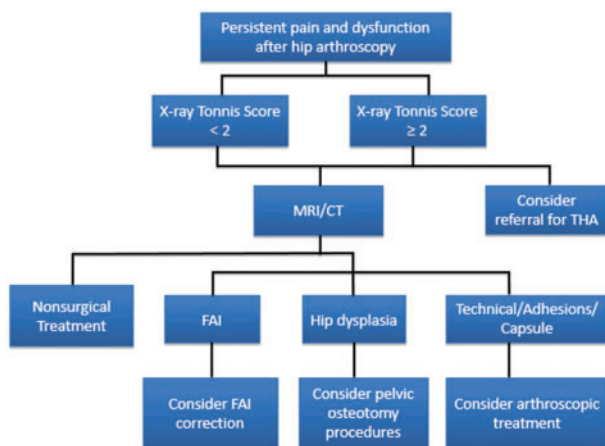 Persistent pain and dysfunction
after hip arthroscopy
X-ray Tonnis Score
< 2
X-ray Tonnis Score
≥ 2
MRI/CT
Consider
referral for THA
Nonsurgical
Treatment
FAI
Hip dysplasia
Technical/Adhesions/
Capsule
Consider FAI
correction
Consider pelvic
osteotomy
procedures
Consider arthroscopic
treatment